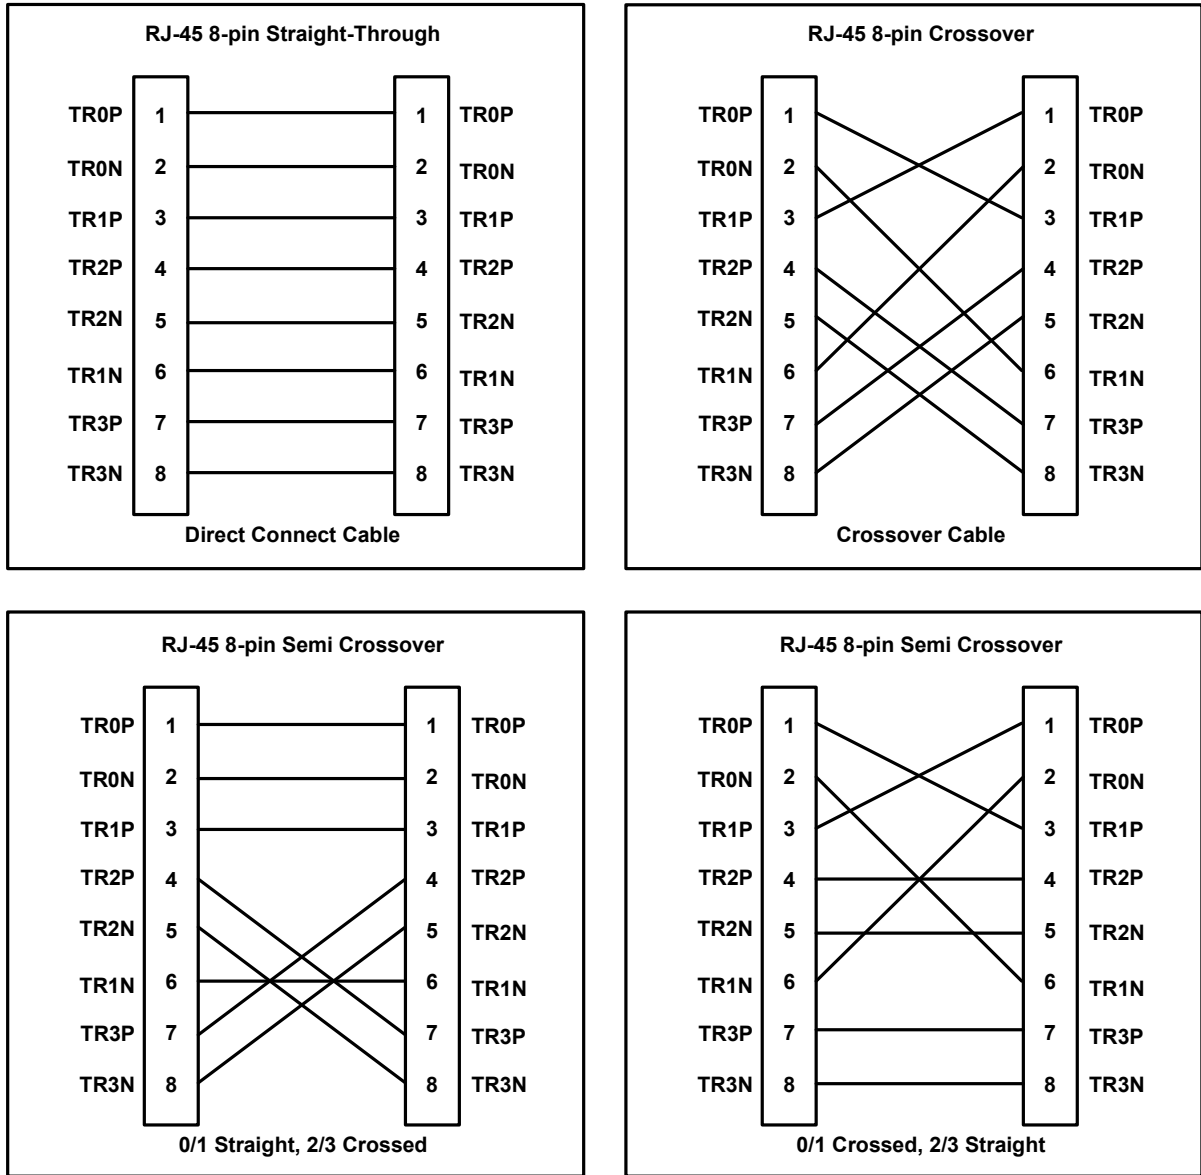 RJ-45 8-pin Straight-Through
TR0P 1 1 TR0P
TR0N 2 2 TR0N
TR1P 3 3 TR1P
TR2P 4 4 TR2P
TR2N 5 5 TR2N
TR1N 6 6 TR1N
TR3P 7 7 TR3P
TR3N 8 8 TR3N
Direct Connect Cable
RJ-45 8-pin Crossover
TR0P 1 1 TR0P
TR0N 2 2 TR0N
TR1P 3 3 TR1P
TR2P 4 4 TR2P
TR2N 5 5 TR2N
TR1N 6 6 TR1N
TR3P 7 7 TR3P
TR3N 8 8 TR3N
Crossover Cable
RJ-45 8-pin Semi Crossover
TR0P 1 1 TR0P
TR0N 2 2 TR0N
TR1P 3 3 TR1P
TR2P 4 4 TR2P
TR2N 5 5 TR2N
TR1N 6 6 TR1N
TR3P 7 7 TR3P
TR3N 8 8 TR3N
0/1 Straight, 2/3 Crossed
RJ-45 8-pin Semi Crossover
TR0P 1 1 TR0P
TR0N 2 2 TR0N
TR1P 3 3 TR1P
TR2P 4 4 TR2P
TR2N 5 5 TR2N
TR1N 6 6 TR1N
TR3P 7 7 TR3P
TR3N 8 8 TR3N
0/1 Crossed, 2/3 Straight